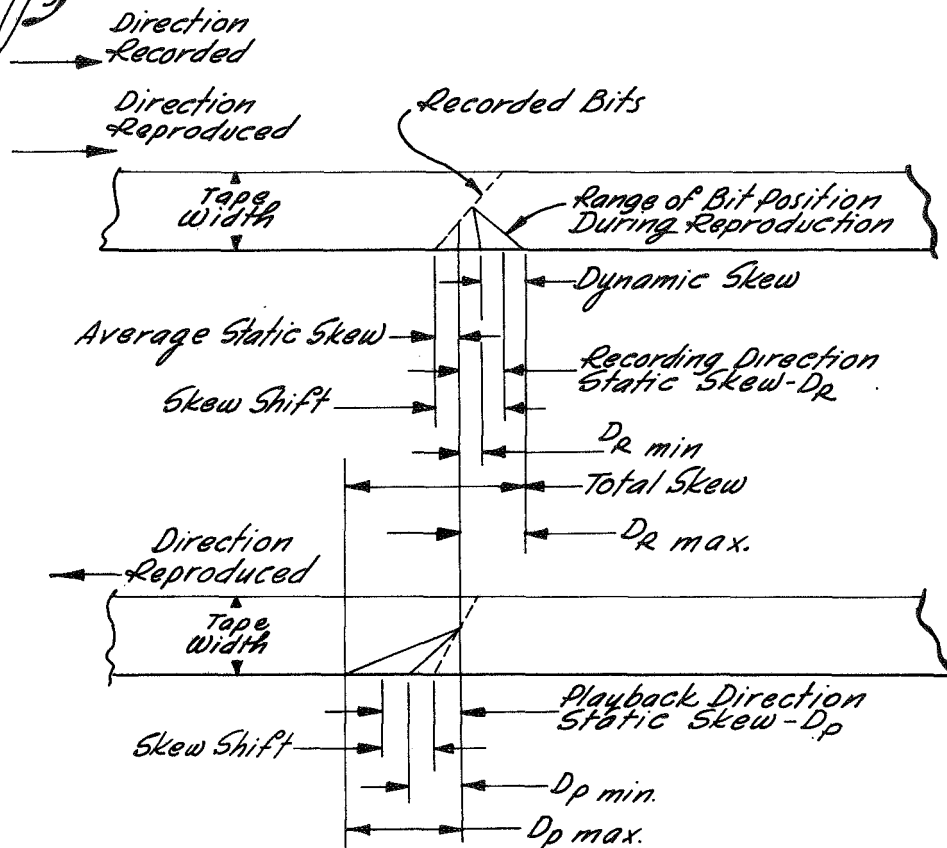 Direction
Recorded
Direction
Reproduced
Recorded Bits
Tape
Width
Range of Bit Position
During Reproduction
Dynamic Skew
Average Static Skew
Recording Direction
Static Skew-DR
Skew Shift
DR min
Total Skew
DR max.
Direction
Reproduced
Tape
Width
Playback Direction
Static Skew-Dp
Skew Shift
Dp min.
Dp max.